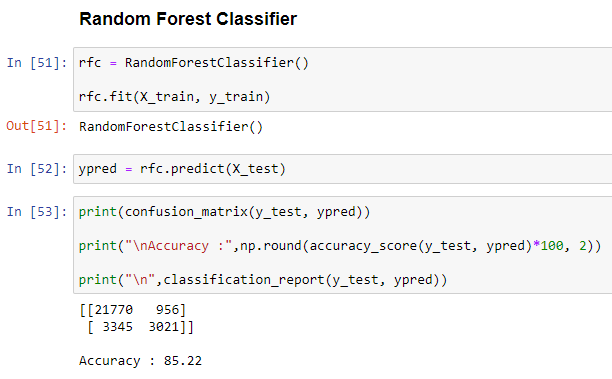 Random Forest Classifier
In [51]: rfc = RandomForestClassifier()
rfc.fit(X_train, y_train)
Out[51]: RandomForestClassifier()
In [52]: ypred = rfc.predict(X_test)
In [53]: print(confusion_matrix(y_test, ypred))
print("\nAccuracy :",np.round(accuracy_score(y_test, ypred)*100, 2))
print("\n",classification_report(y_test, ypred))
[[21770   956]
 [ 3345  3021]]
Accuracy : 85.22